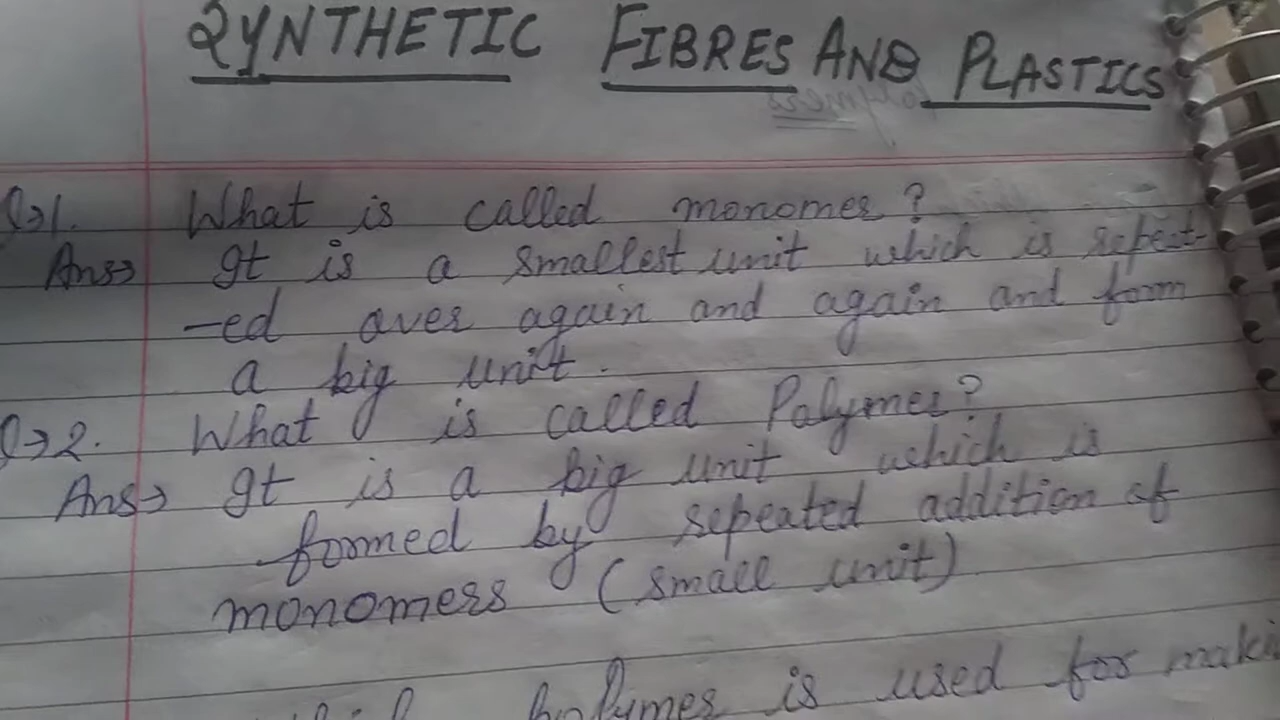 SYNTHETIC FIBRES AND PLASTICS
Q→1. What is called monomer?
Ans→ It is a smallest unit which is repeat-
-ed over again and again and form
a big unit.
Q→2. What is called Polymer?
Ans→ It is a big unit which is
formed by repeated addition of
monomers (small unit)
polymer is used for maki